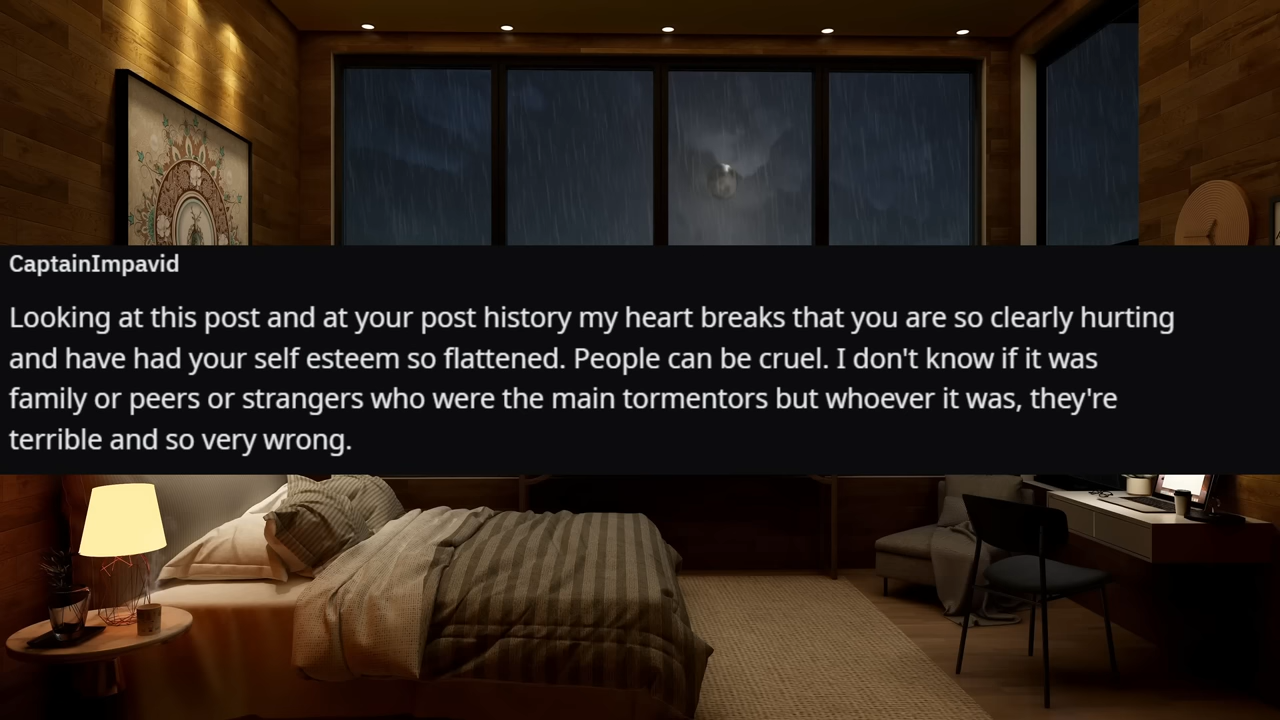 CaptainImpavid
Looking at this post and at your post history my heart breaks that you are so clearly hurting
and have had your self esteem so flattened. People can be cruel. I don't know if it was
family or peers or strangers who were the main tormentors but whoever it was, they're
terrible and so very wrong.